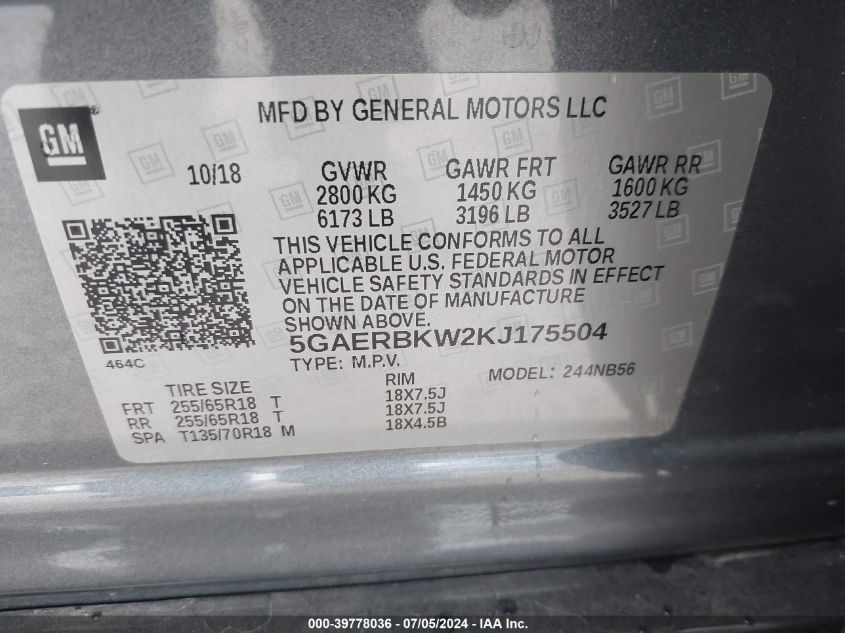 MFD BY GENERAL MOTORS LLC
GM®
10/18
GVWR GAWR FRT GAWR RR
2800 KG 1450 KG 1600 KG
6173 LB 3196 LB 3527 LB
THIS VEHICLE CONFORMS TO ALL
APPLICABLE U.S. FEDERAL MOTOR
VEHICLE SAFETY STANDARDS IN EFFECT
ON THE DATE OF MANUFACTURE
SHOWN ABOVE.
5GAERBKW2KJ175504
464C
TYPE: M.P.V. MODEL: 244NB56
TIRE SIZE RIM
FRT 255/65R18 T 18X7.5J
RR 255/65R18 T 18X7.5J
SPA T135/70R18 M 18X4.5B
000-39778036 - 07/05/2024 - IAA Inc.